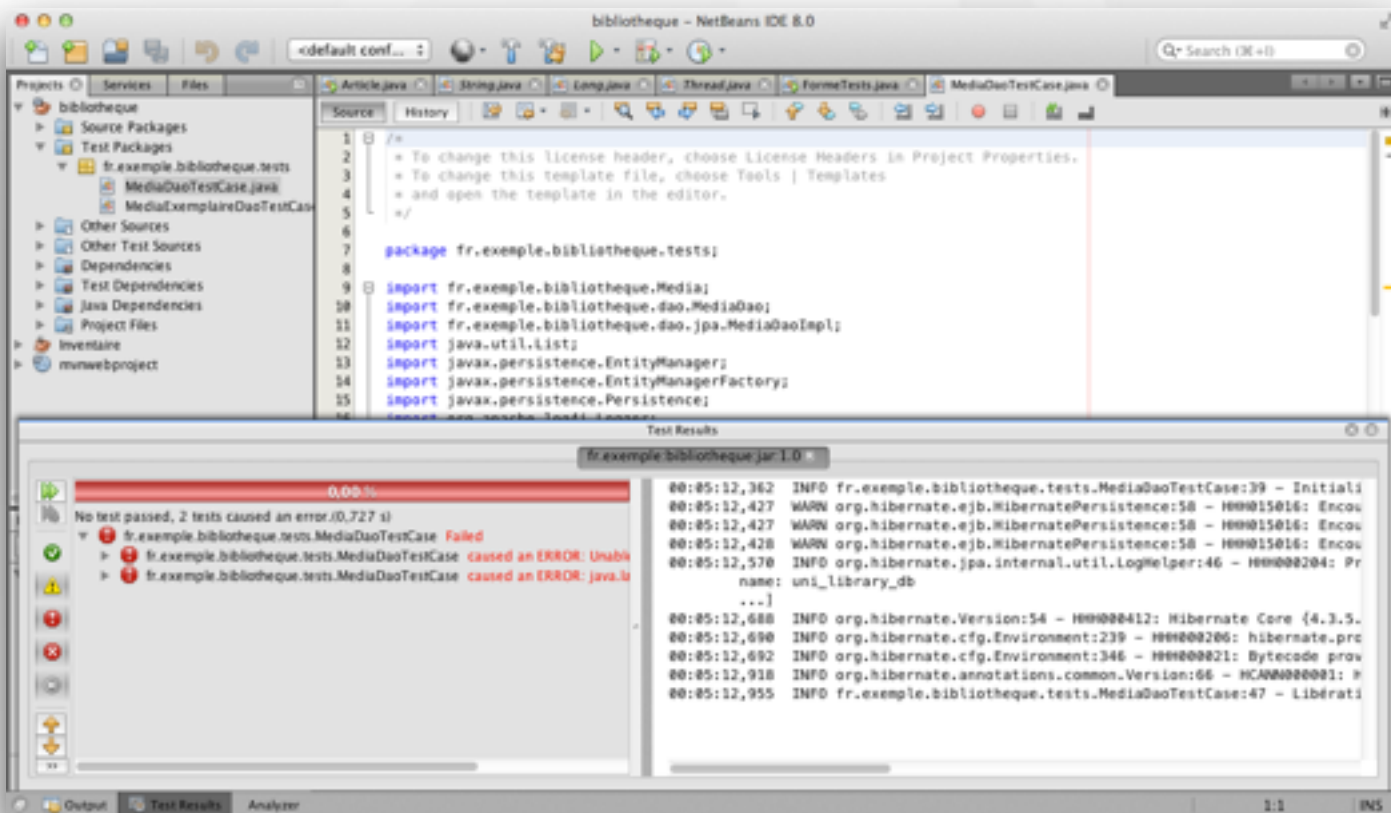 bibliotheque – NetBeans IDE 8.0
<default conf...
Search (⌘+I)
Projects Services Files
Article.java String.java Long.java Thread.java FormeTests.java MediaDaoTestCase.java
Source History
bibliotheque
Source Packages
Test Packages
fr.exemple.bibliotheque.tests
MediaDaoTestCase.java
MediaExemplaireDaoTestCas
Other Sources
Other Test Sources
Dependencies
Test Dependencies
Java Dependencies
Project Files
Inventaire
mvnwebproject
1 /*
2 * To change this license header, choose License Headers in Project Properties.
3 * To change this template file, choose Tools | Templates
4 * and open the template in the editor.
5 */
6
7 package fr.exemple.bibliotheque.tests;
8
9 import fr.exemple.bibliotheque.Media;
10 import fr.exemple.bibliotheque.dao.MediaDao;
11 import fr.exemple.bibliotheque.dao.jpa.MediaDaoImpl;
12 import java.util.List;
13 import javax.persistence.EntityManager;
14 import javax.persistence.EntityManagerFactory;
15 import javax.persistence.Persistence;
Test Results
fr.exemple:bibliotheque:jar:1.0
0,00 %
No test passed, 2 tests caused an error.(0,727 s)
fr.exemple.bibliotheque.tests.MediaDaoTestCase Failed
fr.exemple.bibliotheque.tests.MediaDaoTestCase caused an ERROR: Unable
fr.exemple.bibliotheque.tests.MediaDaoTestCase caused an ERROR: java.la
00:05:12,362 INFO fr.exemple.bibliotheque.tests.MediaDaoTestCase:39 - Initiali
00:05:12,427 WARN org.hibernate.ejb.HibernatePersistence:58 - HHH015016: Encou
00:05:12,427 WARN org.hibernate.ejb.HibernatePersistence:58 - HHH015016: Encou
00:05:12,428 WARN org.hibernate.ejb.HibernatePersistence:58 - HHH015016: Encou
00:05:12,570 INFO org.hibernate.jpa.internal.util.LogHelper:46 - HHH000204: Pr
name: uni_library_db
...]
00:05:12,688 INFO org.hibernate.Version:54 - HHH000412: Hibernate Core {4.3.5.
00:05:12,690 INFO org.hibernate.cfg.Environment:239 - HHH000206: hibernate.pro
00:05:12,692 INFO org.hibernate.cfg.Environment:346 - HHH000021: Bytecode prov
00:05:12,918 INFO org.hibernate.annotations.common.Version:66 - HCANN000001: H
00:05:12,955 INFO fr.exemple.bibliotheque.tests.MediaDaoTestCase:47 - Libérati
Output Test Results Analyzer
1:1 INS